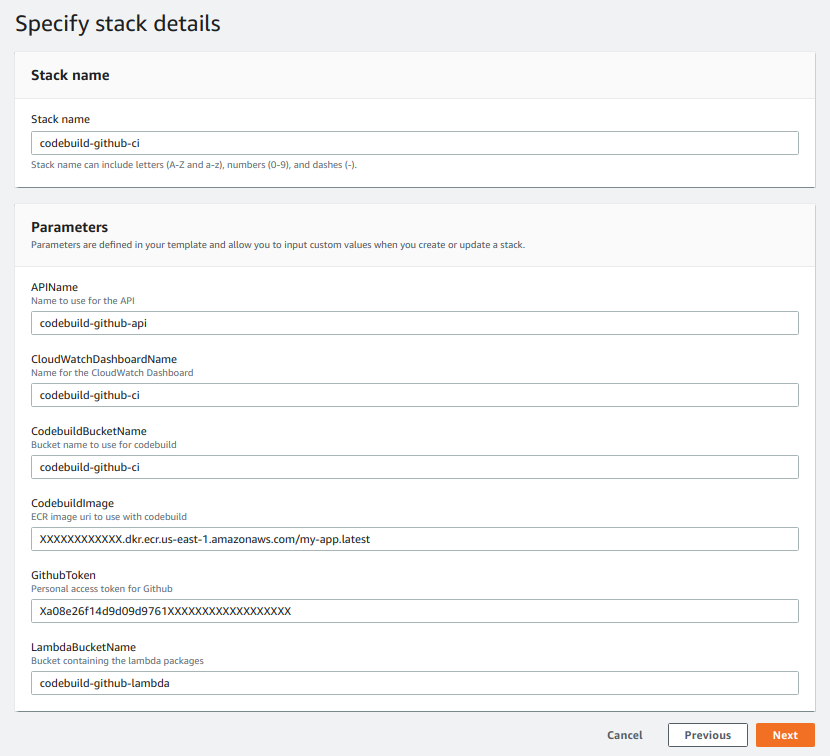 Specify stack details
Stack name
Stack name
codebuild-github-ci
Stack name can include letters (A-Z and a-z), numbers (0-9), and dashes (-).
Parameters
Parameters are defined in your template and allow you to input custom values when you create or update a stack.
APIName
Name to use for the API
codebuild-github-api
CloudWatchDashboardName
Name for the CloudWatch Dashboard
codebuild-github-ci
CodebuildBucketName
Bucket name to use for codebuild
codebuild-github-ci
CodebuildImage
ECR image uri to use with codebuild
XXXXXXXXXXXX.dkr.ecr.us-east-1.amazonaws.com/my-app.latest
GithubToken
Personal access token for Github
Xa08e26f14d9d09d9761XXXXXXXXXXXXXXXXXX
LambdaBucketName
Bucket containing the lambda packages
codebuild-github-lambda
Cancel Previous Next